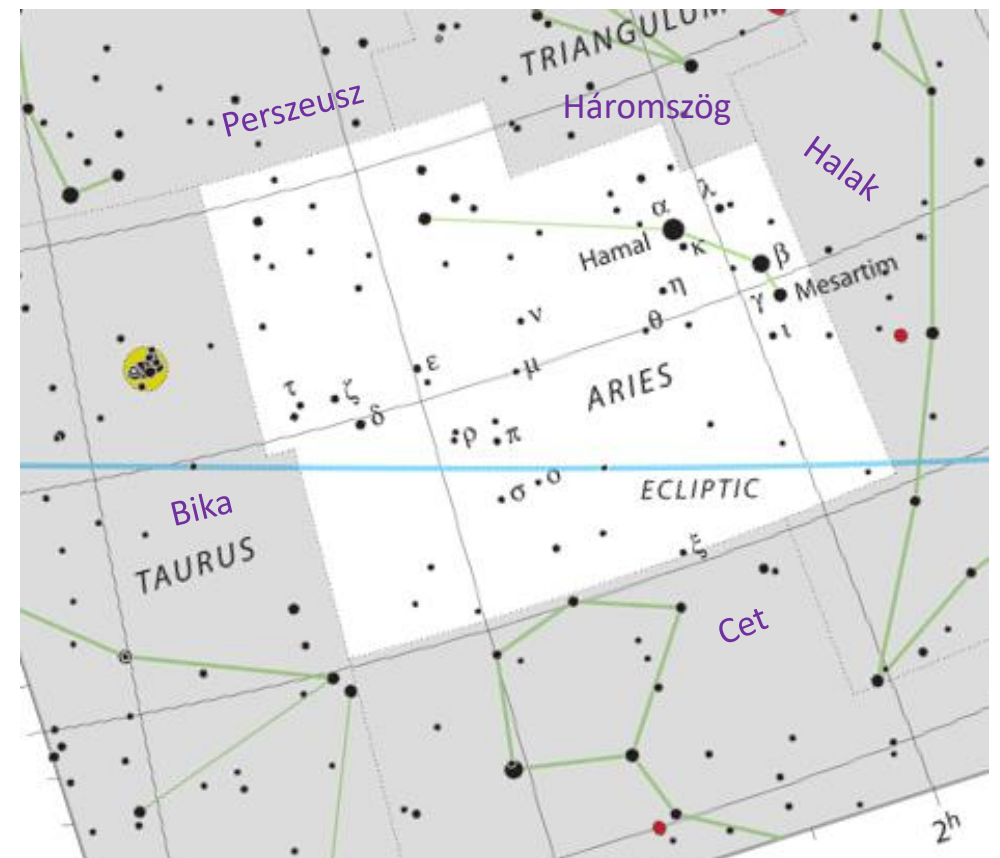 TRIANGULUM
Perszeusz
Háromszög
Halak
λ
α
Hamal
κ
β
Mesartim
γ
η
ν
θ
ι
ε
μ
ARIES
τ
ζ
δ
ρ
π
σ
ο
ECLIPTIC
Bika
TAURUS
ξ
Cet
2h